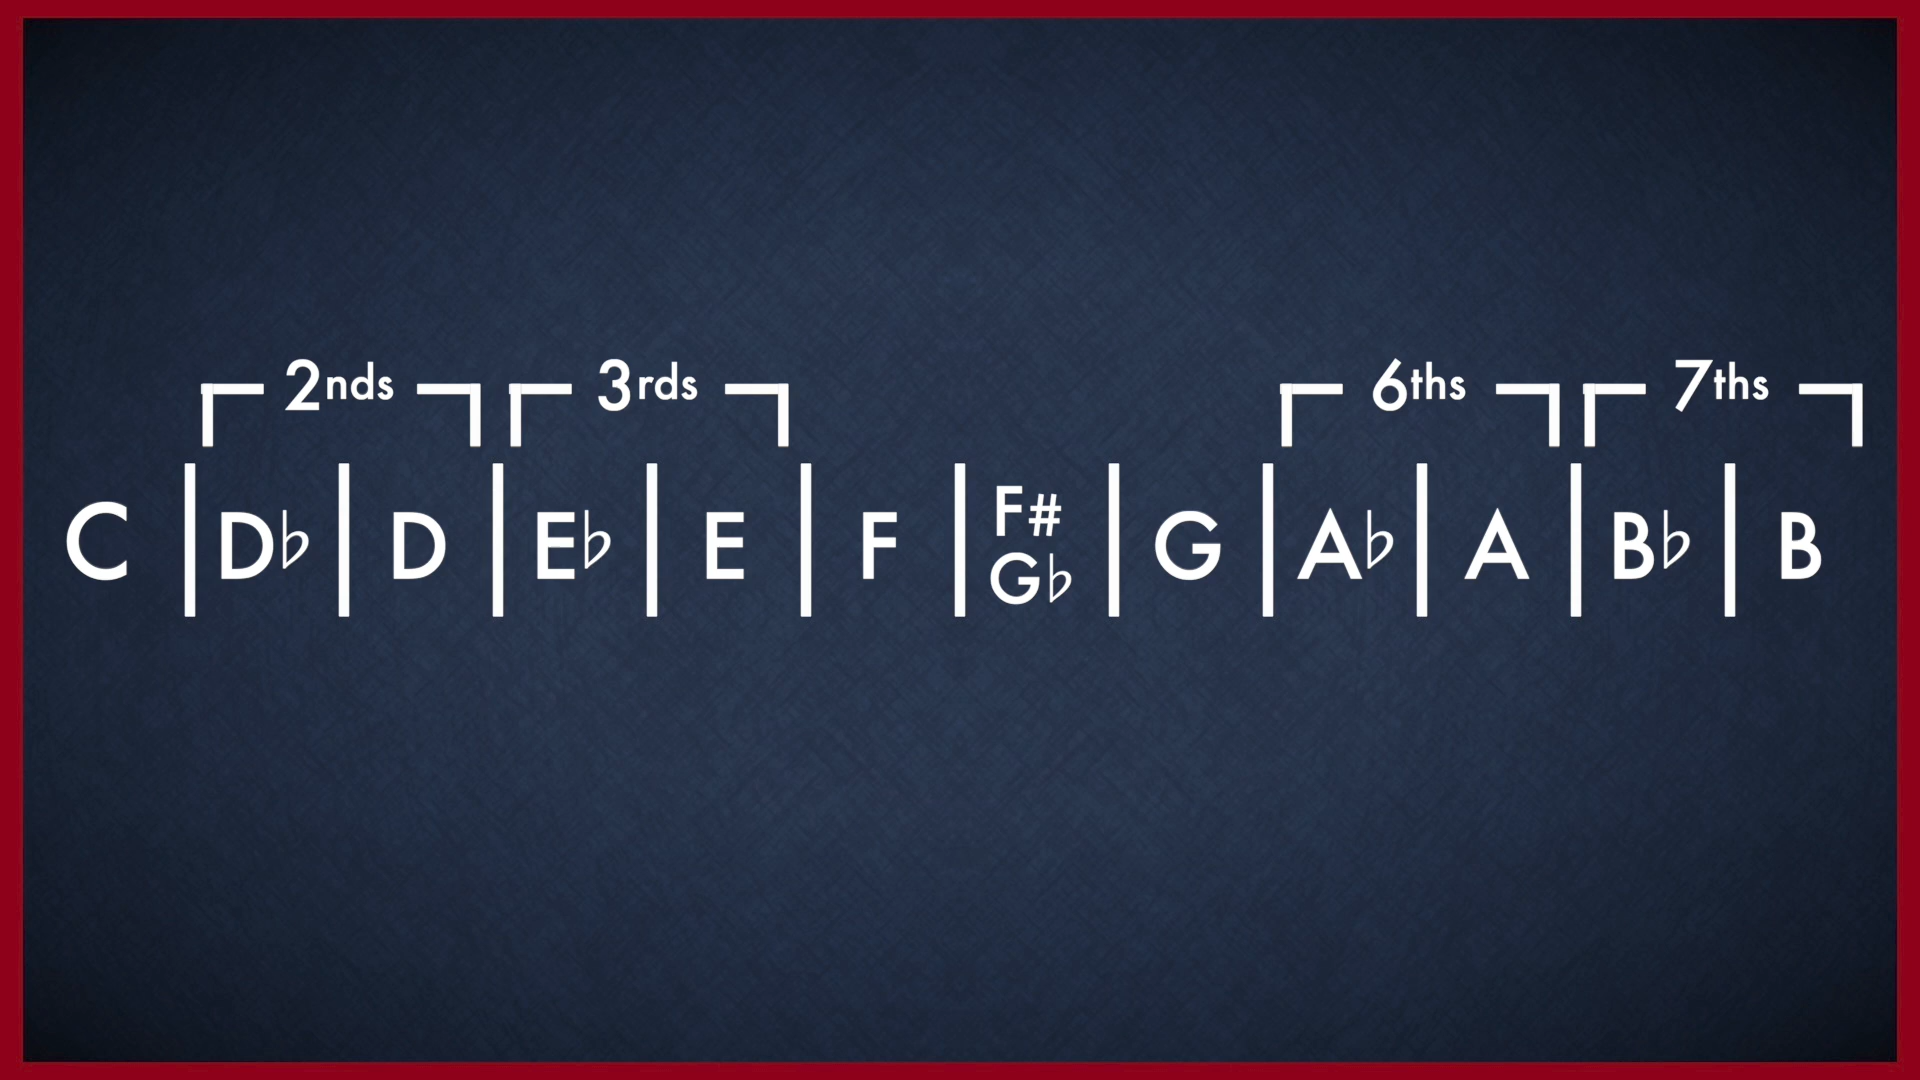 2nds 3rds 6ths 7ths
C D♭ D E♭ E F F# G♭ G A♭ A B♭ B